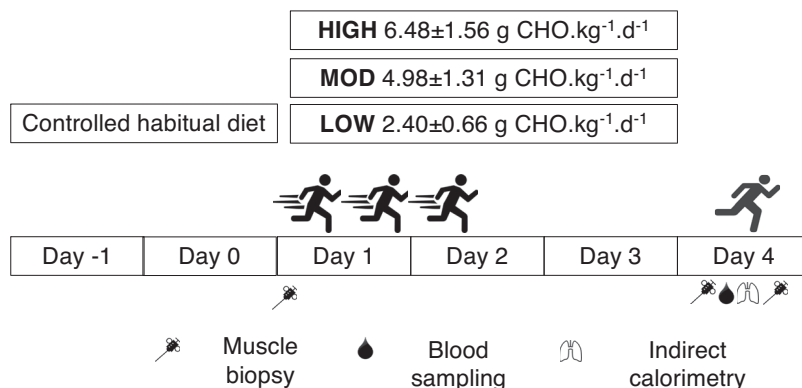 HIGH 6.48±1.56 g CHO.kg⁻¹.d⁻¹
MOD 4.98±1.31 g CHO.kg⁻¹.d⁻¹
Controlled habitual diet
LOW 2.40±0.66 g CHO.kg⁻¹.d⁻¹
Day -1 Day 0 Day 1 Day 2 Day 3 Day 4
Muscle biopsy
Blood sampling
Indirect calorimetry